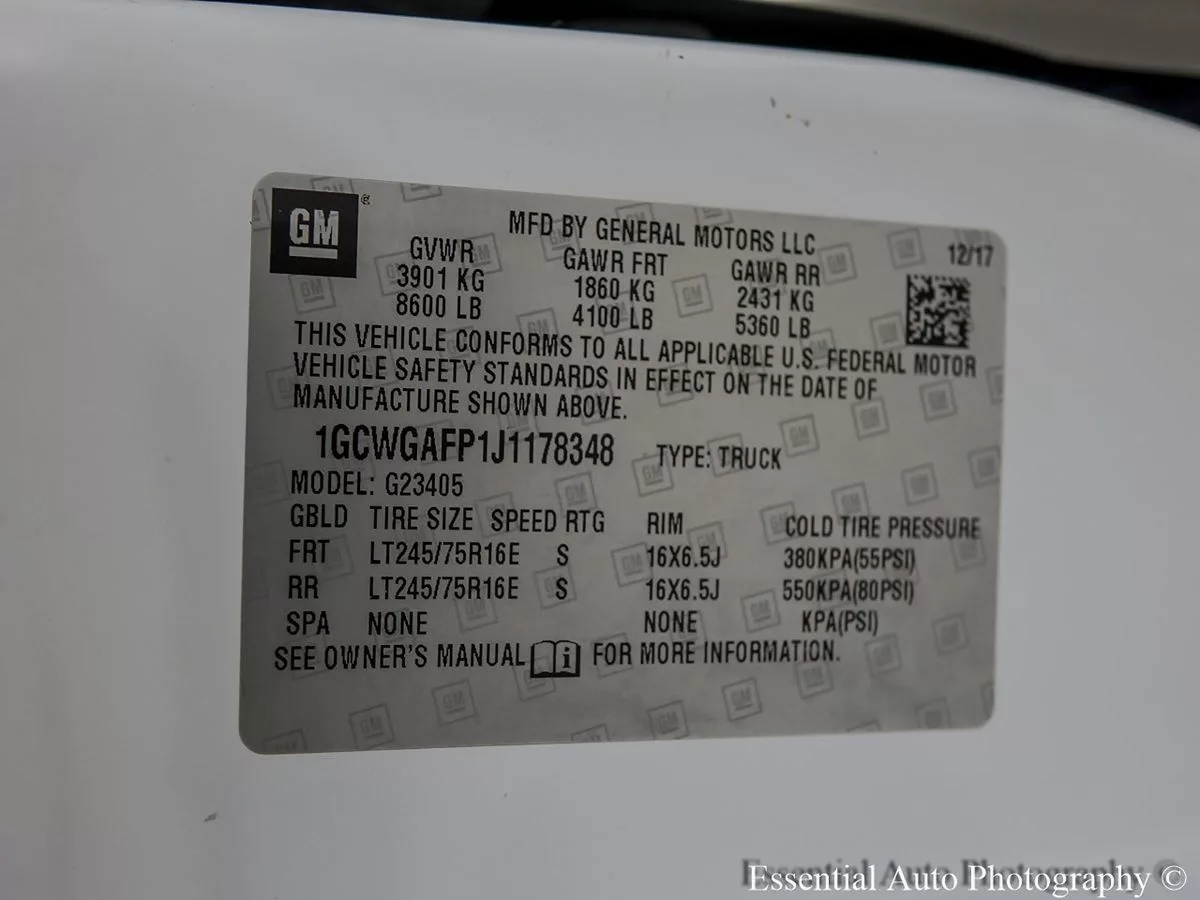 GM
MFD BY GENERAL MOTORS LLC
12/17
GVWR GAWR FRT GAWR RR
3901 KG 1860 KG 2431 KG
8600 LB 4100 LB 5360 LB
THIS VEHICLE CONFORMS TO ALL APPLICABLE U.S. FEDERAL MOTOR
VEHICLE SAFETY STANDARDS IN EFFECT ON THE DATE OF
MANUFACTURE SHOWN ABOVE.
1GCWGAFP1J1178348 TYPE: TRUCK
MODEL: G23405
GBLD TIRE SIZE SPEED RTG RIM COLD TIRE PRESSURE
FRT LT245/75R16E S 16X6.5J 380KPA(55PSI)
RR LT245/75R16E S 16X6.5J 550KPA(80PSI)
SPA NONE NONE KPA(PSI)
SEE OWNER'S MANUAL i FOR MORE INFORMATION.
Essential Auto Photography ©